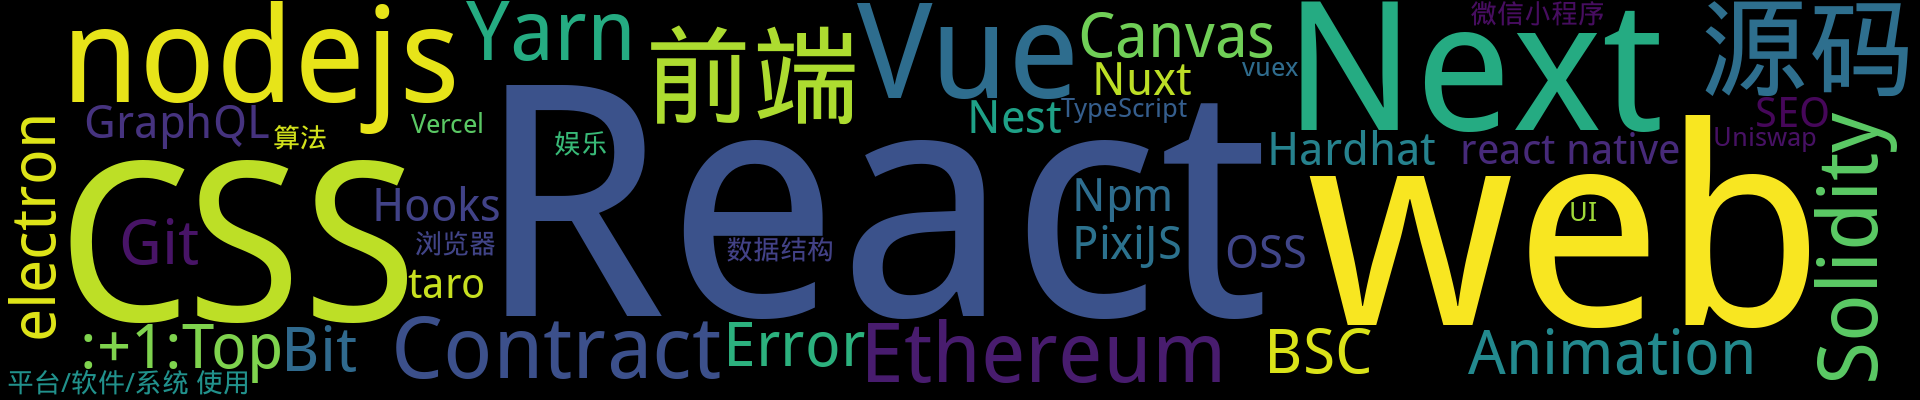 nodejs
Yarn
前端
Vue
Canvas
Nuxt
vuex
Next
微信小程序
源码
GraphQL
算法
Vercel
娱乐
Nest
TypeScript
SEO
Uniswap
Hardhat
react native
electron
css
Git
Hooks
浏览器
taro
React
数据结构
Npm
PixiJS
OSS
web
UI
Solidity
:+1:Top
Bit
Contract
Error
Ethereum
BSC
Animation
平台/软件/系统 使用